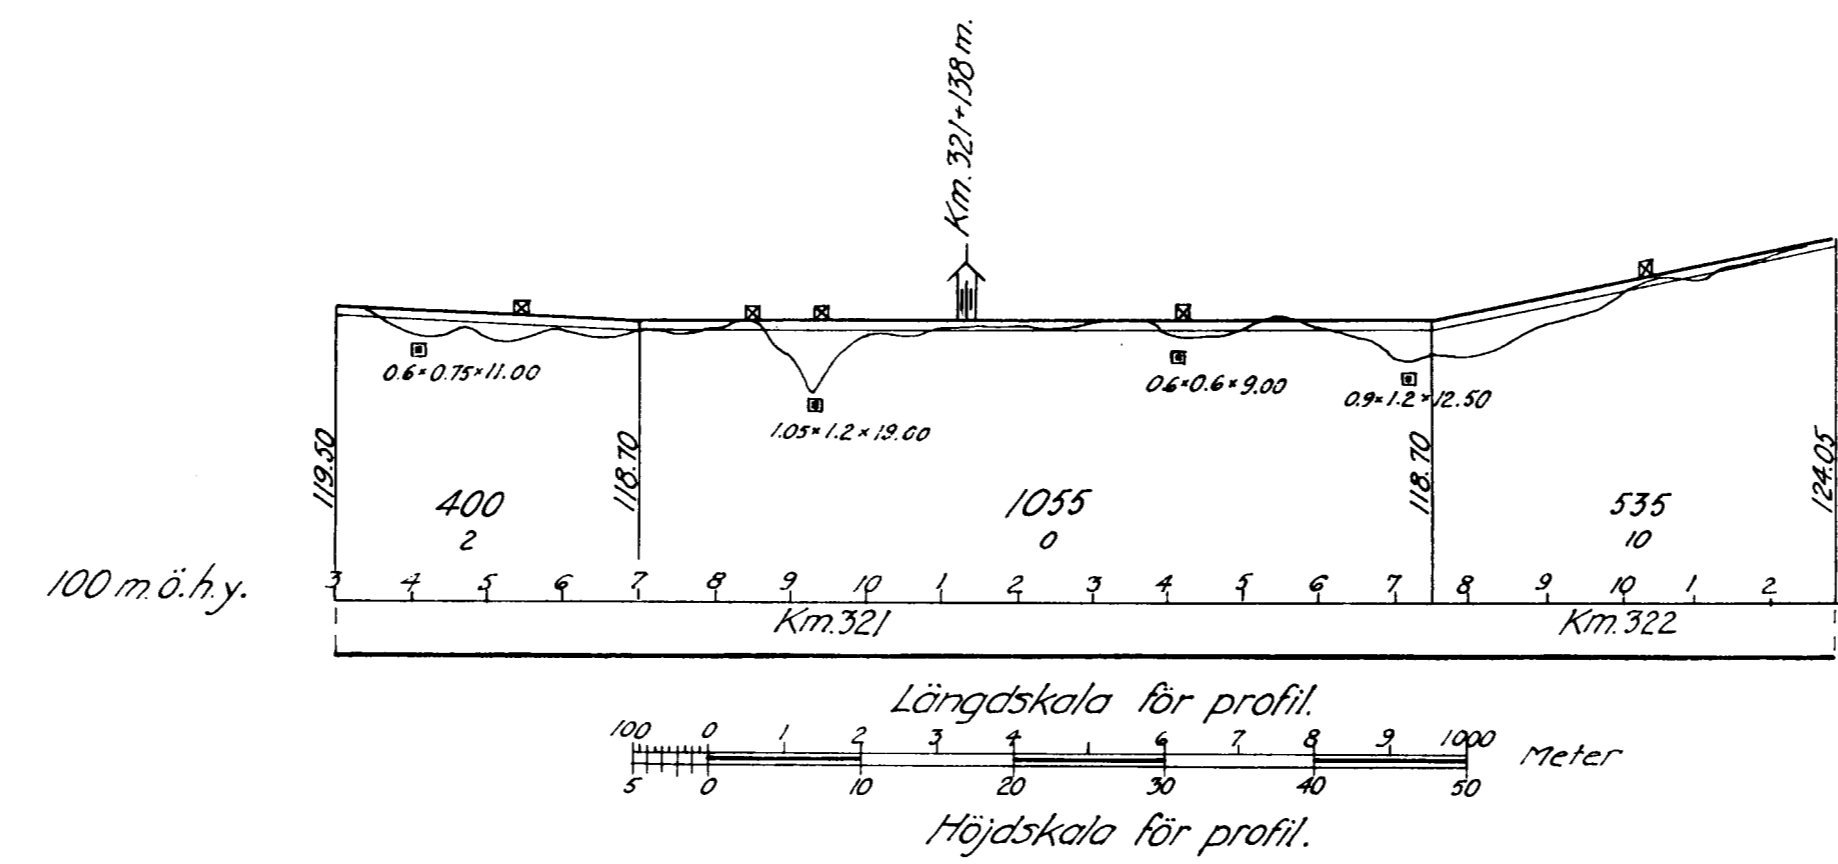 Km. 321+138 m.
0.6×0.75×11.00
0.6×0.6×9.00
0.9×1.2×12.50
1.05×1.2×19.00
119.50
118.70
118.70
124.05
400
1055
535
2
0
10
100 m.ö.h.y.
3 4 5 6 7 8 9 10 1 2 3 4 5 6 7 8 9 10 1 2
Km.321
Km.322
Längdskala för profil.
100 0 1 2 3 4 6 7 8 9 1000 Meter
5 0 10 20 30 40 50
Höjdskala för profil.